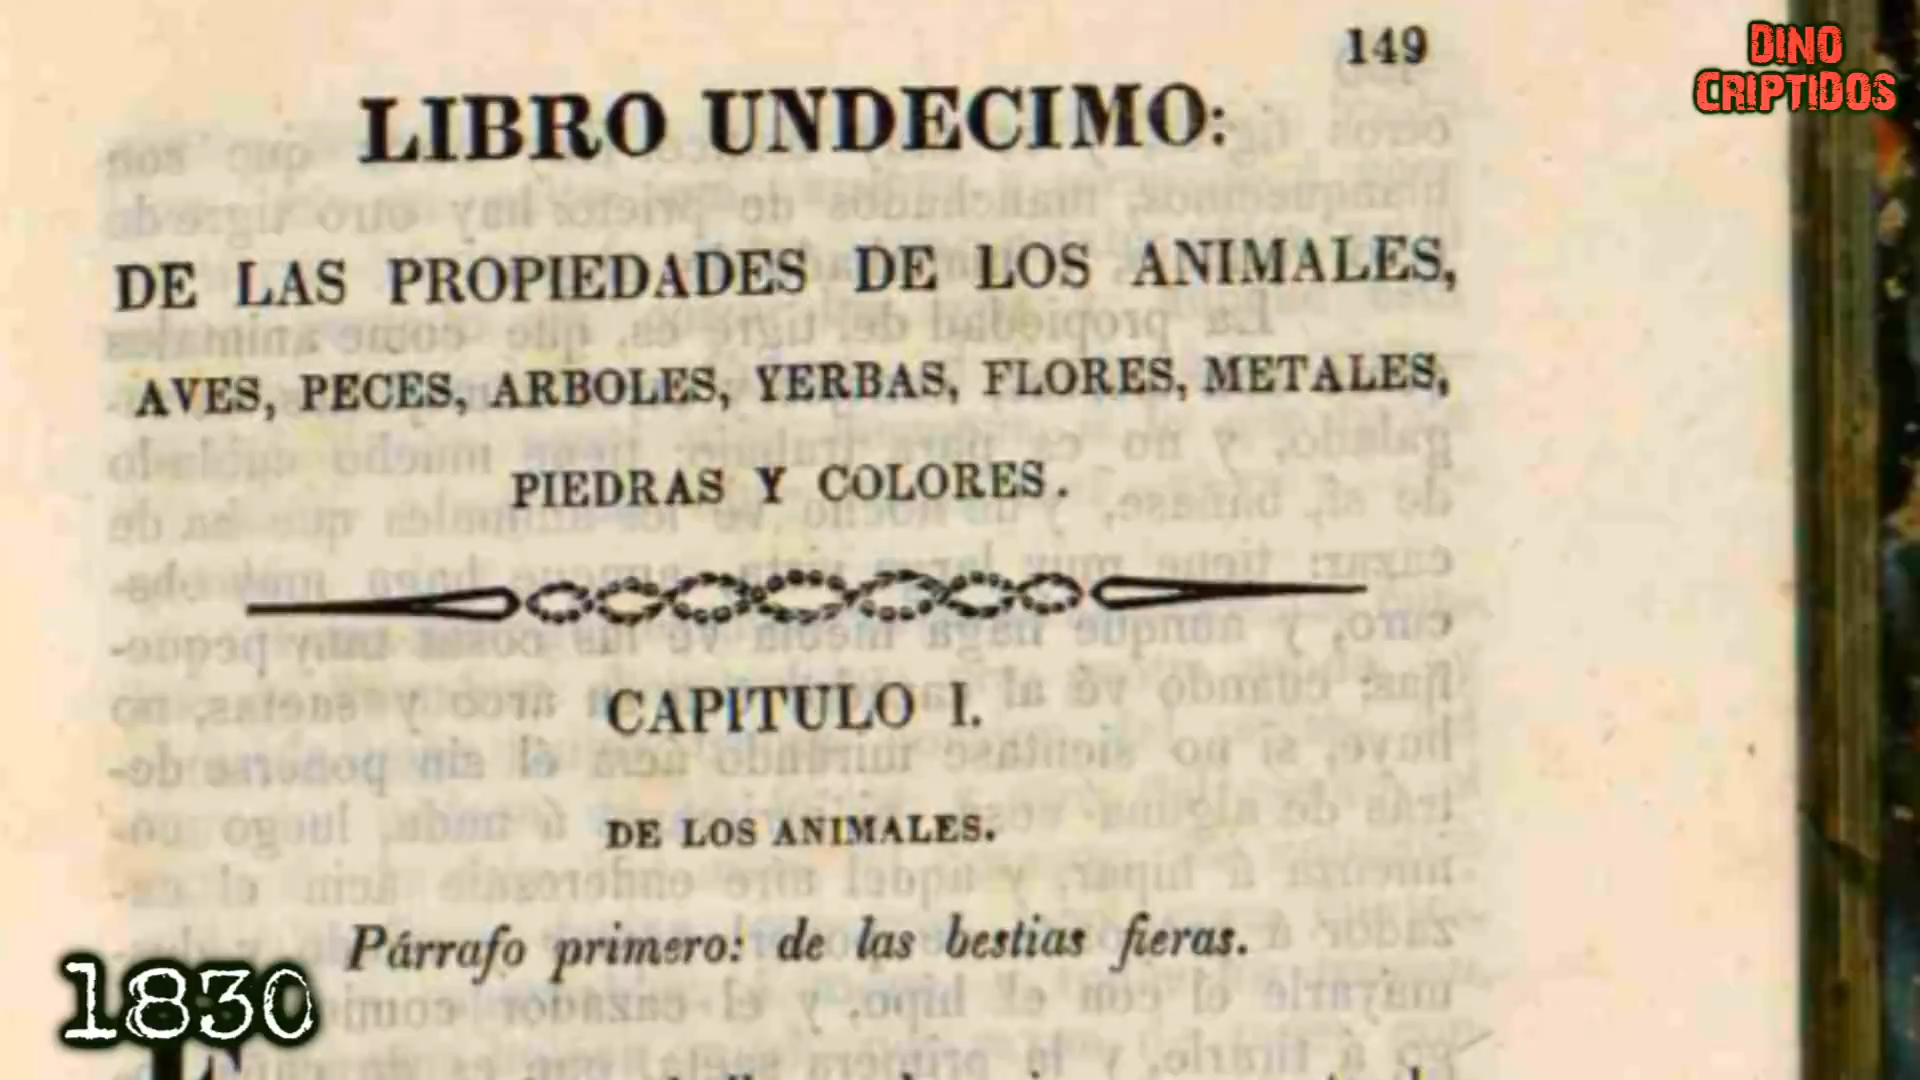 149
DINO
CRIPTIDOS
LIBRO UNDECIMO:
DE LAS PROPIEDADES DE LOS ANIMALES,
AVES, PECES, ARBOLES, YERBAS, FLORES, METALES,
PIEDRAS Y COLORES.
CAPITULO I.
DE LOS ANIMALES.
Párrafo primero: de las bestias fieras.
1830